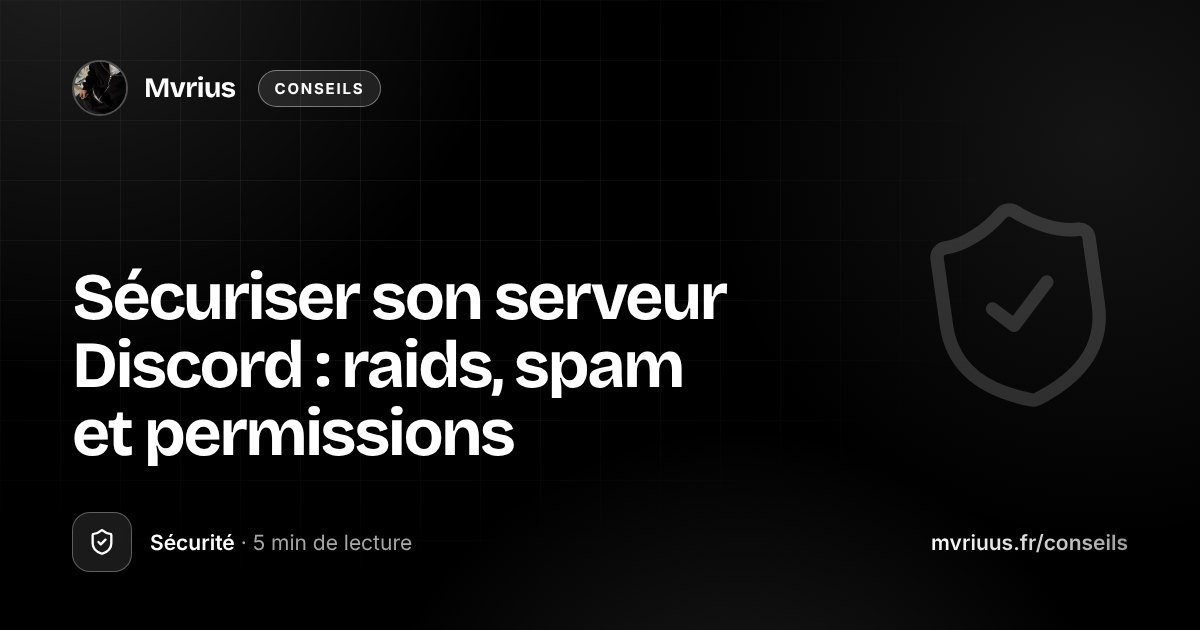 Mvrius
CONSEILS
Sécuriser son serveur
Discord : raids, spam
et permissions
Sécurité · 5 min de lecture
mvriuus.fr/conseils